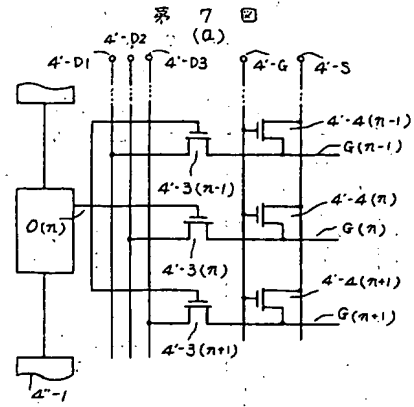 第 7 図
(a)
4'-D2
4'-D1
4'-D3
4'-G
4'-S
4'-4(n-1)
G(n-1)
4'-3(n-1)
O(n)
4'-4(n)
G(n)
4'-3(n)
4'-4(n+1)
G(n+1)
4'-3(n+1)
4"-1